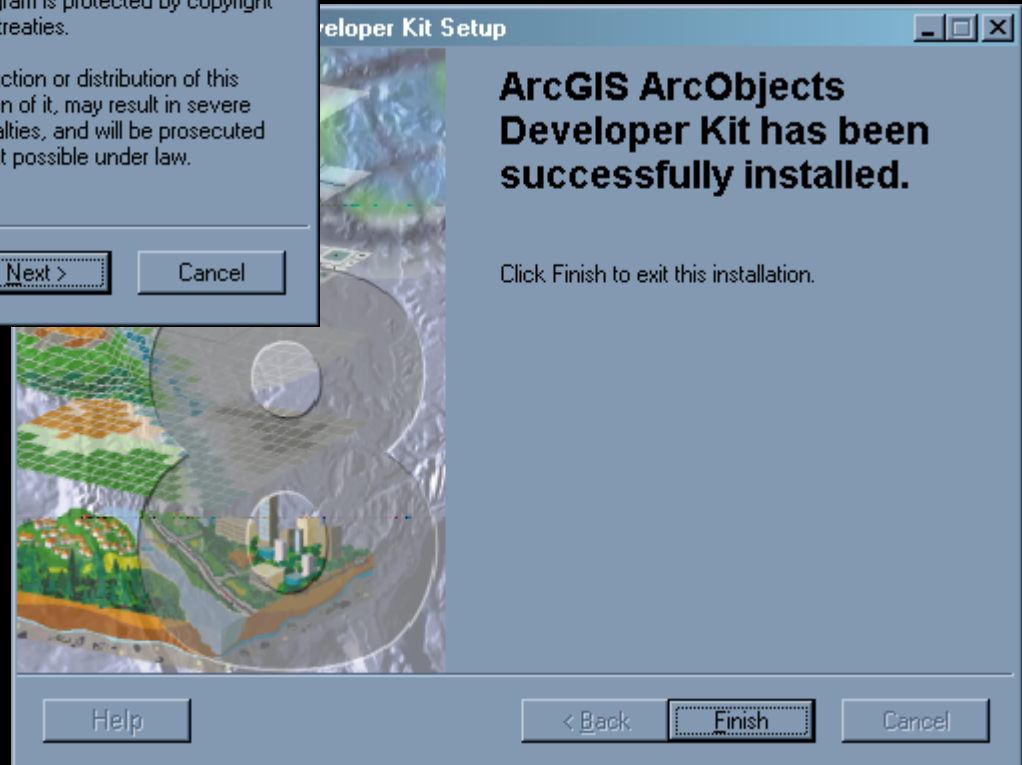 gram is protected by copyright
treaties.
ction or distribution of this
n of it, may result in severe
alties, and will be prosecuted
t possible under law.
Next >
Cancel
veloper Kit Setup
ArcGIS ArcObjects
Developer Kit has been
successfully installed.
Click Finish to exit this installation.
Help
< Back
Finish
Cancel